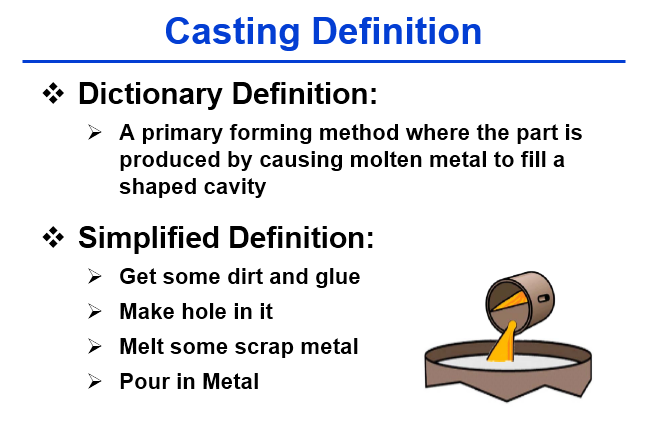 Casting Definition
❖ Dictionary Definition:
➢ A primary forming method where the part is
produced by causing molten metal to fill a
shaped cavity
❖ Simplified Definition:
➢ Get some dirt and glue
➢ Make hole in it
➢ Melt some scrap metal
➢ Pour in Metal